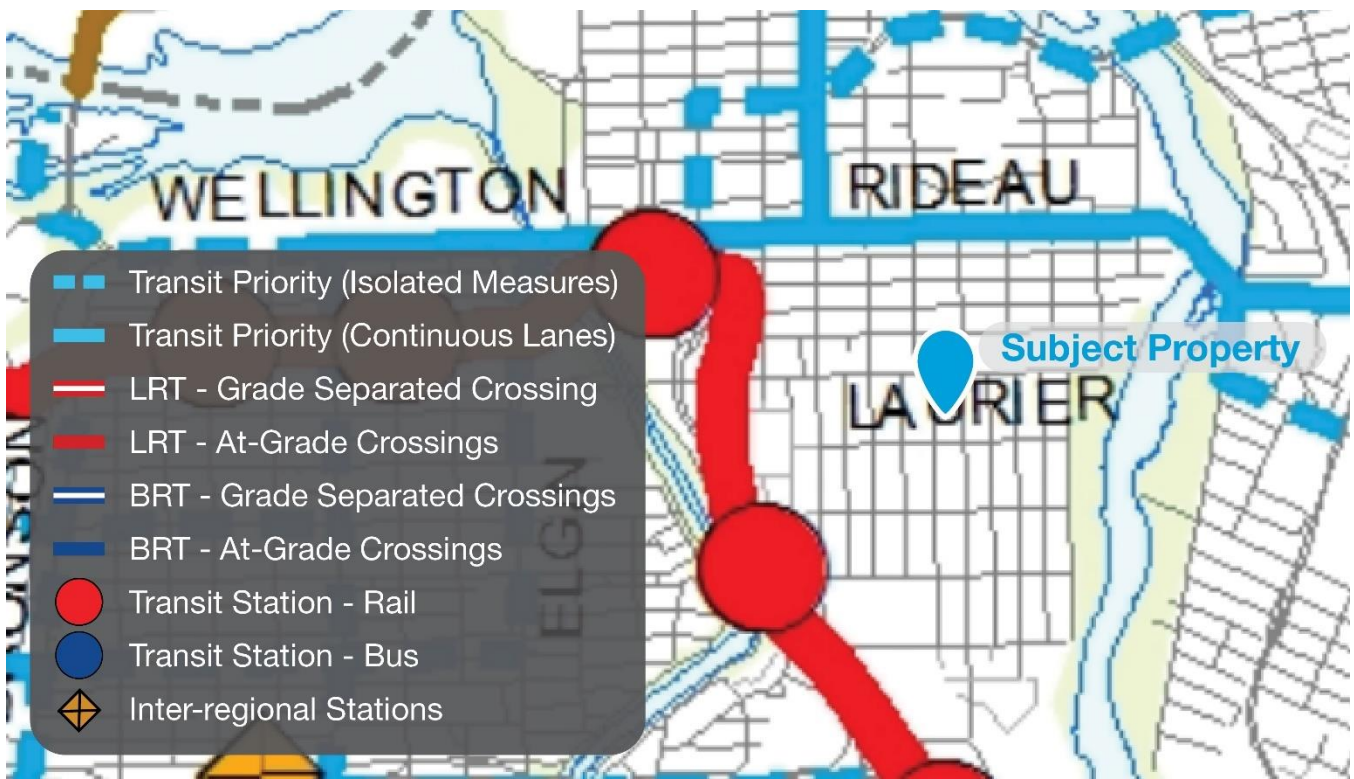 WELLINGTON
RIDEAU
Transit Priority (Isolated Measures)
Transit Priority (Continuous Lanes)
Subject Property
LRT - Grade Separated Crossing
LAURIER
LRT - At-Grade Crossings
BRT - Grade Separated Crossings
BRT - At-Grade Crossings
ELGIN
Transit Station - Rail
Transit Station - Bus
Inter-regional Stations